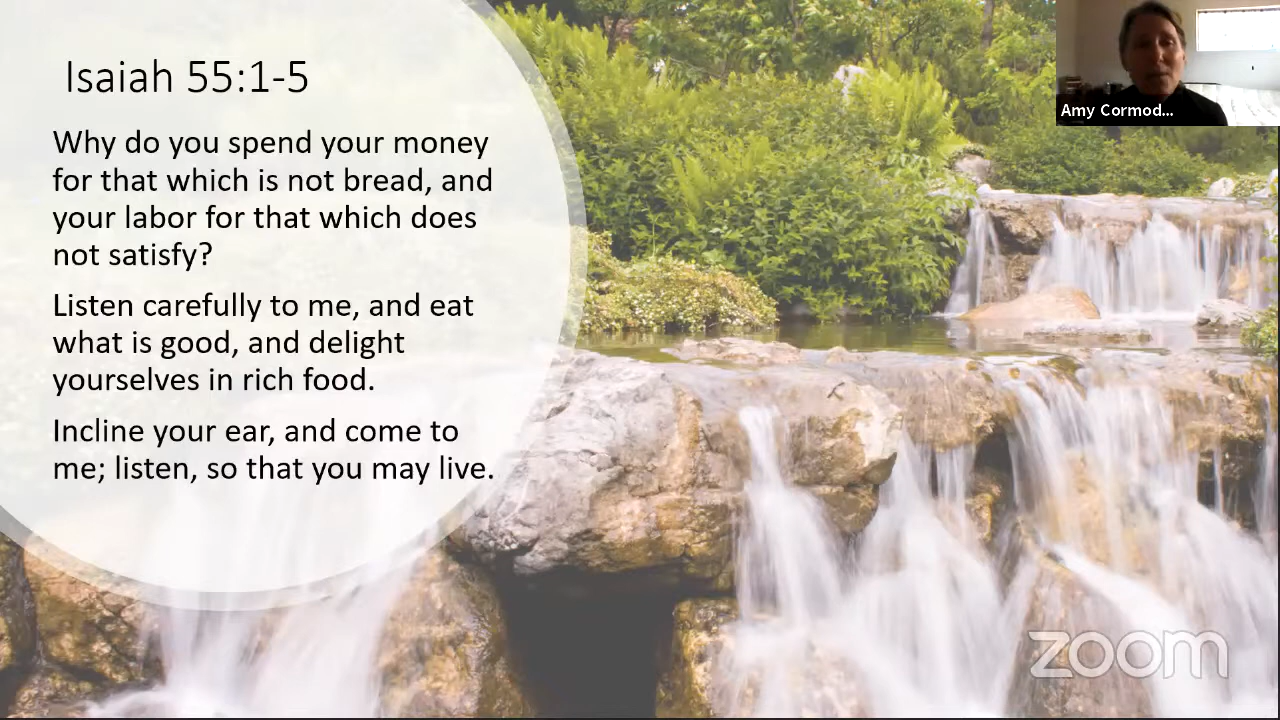 Isaiah 55:1-5
Why do you spend your money
for that which is not bread, and
your labor for that which does
not satisfy?
Listen carefully to me, and eat
what is good, and delight
yourselves in rich food.
Incline your ear, and come to
me; listen, so that you may live.
Amy Cormod...
zoom